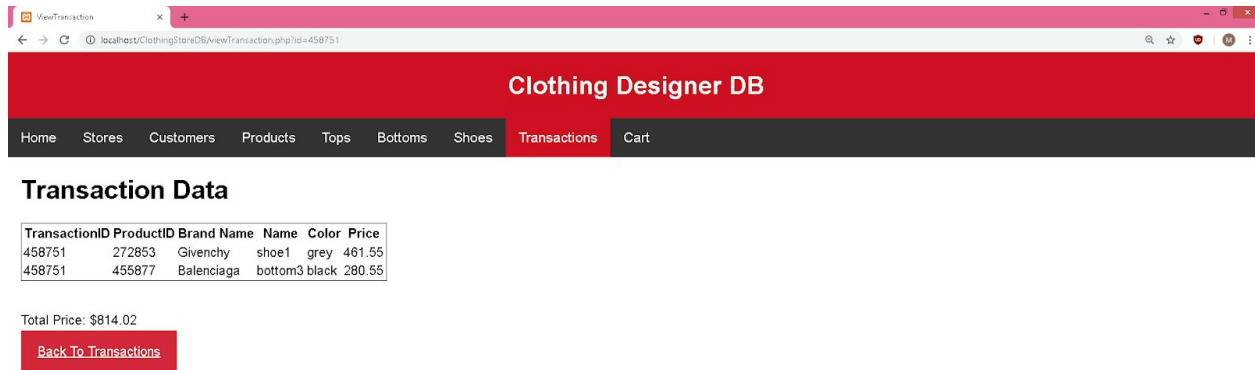 ViewTransaction
localhost/ClothingStoreDB/viewTransaction.php?id=458751
M
Clothing Designer DB
Home Stores Customers Products Tops Bottoms Shoes Transactions Cart
Transaction Data
TransactionID ProductID Brand Name Name Color Price
458751 272853 Givenchy shoe1 grey 461.55
458751 455877 Balenciaga bottom3 black 280.55
Total Price: $814.02
Back To Transactions